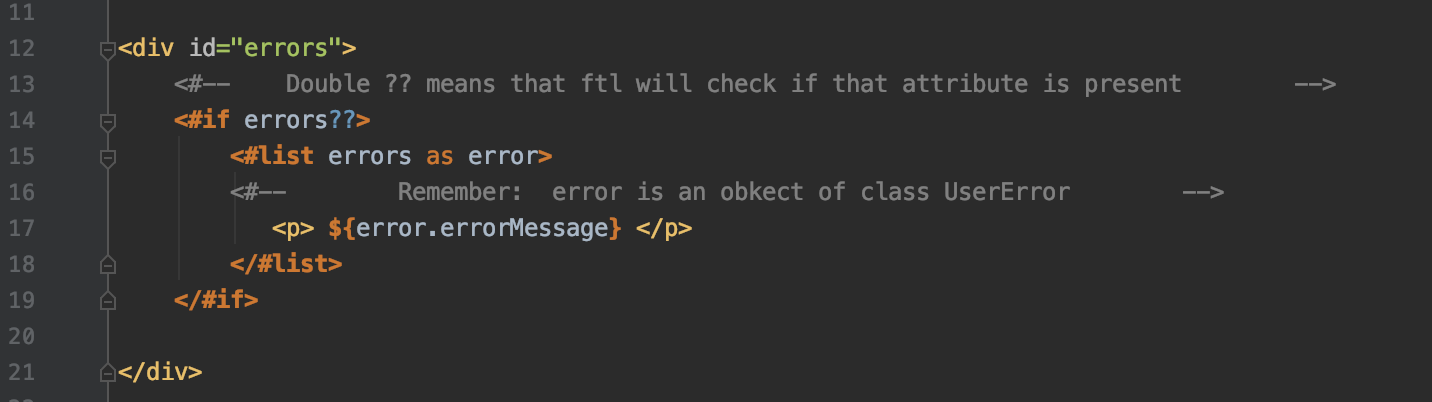 11
12 <div id="errors">
13 <#-- Double ?? means that ftl will check if that attribute is present -->
14 <#if errors??>
15 <#list errors as error>
16 <#-- Remember: error is an obkect of class UserError -->
17 <p> ${error.errorMessage} </p>
18 </#list>
19 </#if>
20
21 </div>